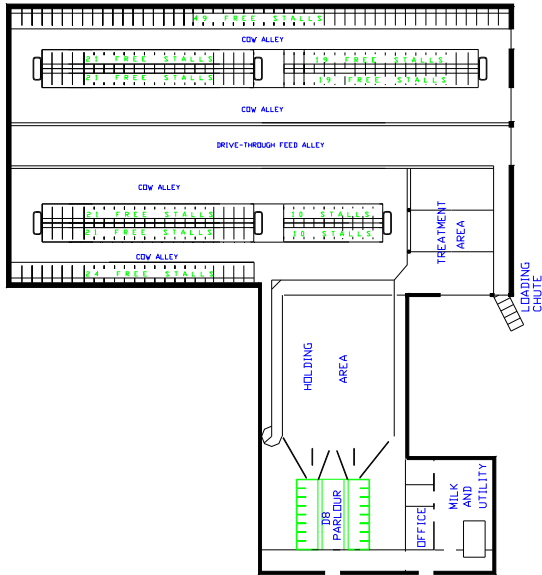 49 FREE STALLS
COW ALLEY
21 FREE STALLS
19 FREE STALLS
21 FREE STALLS
19 FREE STALLS
COW ALLEY
DRIVE-THROUGH FEED ALLEY
COW ALLEY
21 FREE STALLS
10 STALLS
21 FREE STALLS
10 STALLS
COW ALLEY
24 FREE STALLS
TREATMENT
AREA
LOADING
CHUTE
HOLDING
AREA
D8
PARLOUR
OFFICE
MILK
AND
UTILITY